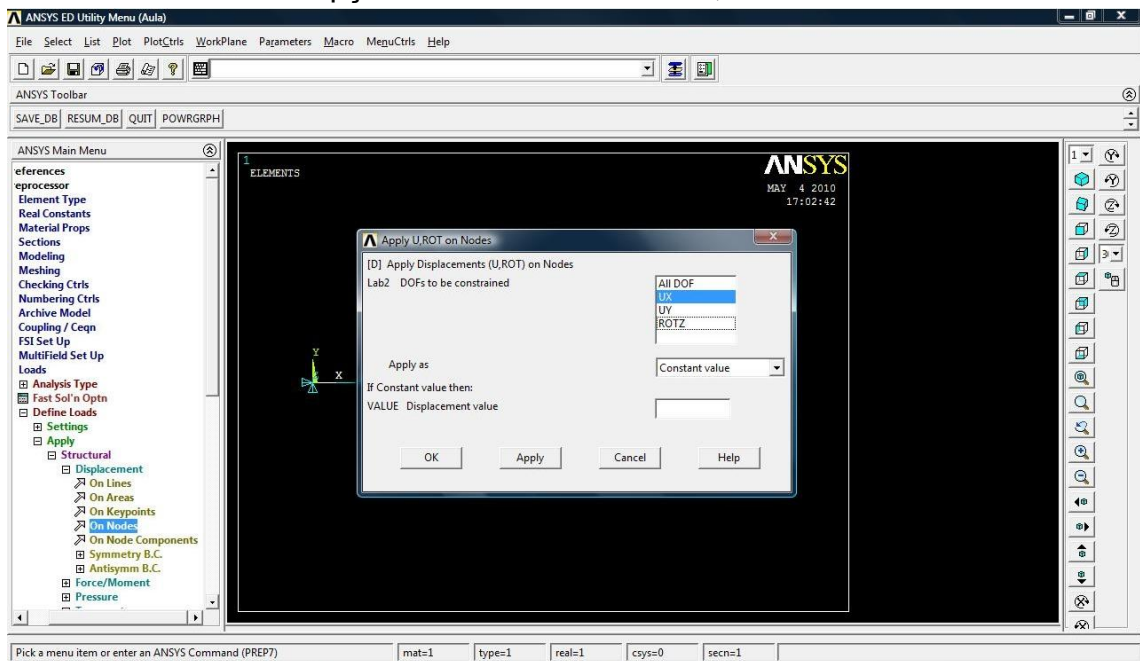 ANSYS ED Utility Menu (Aula)
File Select List Plot PlotCtrls WorkPlane Parameters Macro MenuCtrls Help
ANSYS Toolbar
SAVE_DB RESUM_DB QUIT POWRGRPH
ANSYS Main Menu
eferences
eprocessor
Element Type
Real Constants
Material Props
Sections
Modeling
Meshing
Checking Ctrls
Numbering Ctrls
Archive Model
Coupling / Ceqn
FSI Set Up
MultiField Set Up
Loads
Analysis Type
Fast Sol'n Optn
Define Loads
Settings
Apply
Structural
Displacement
On Lines
On Areas
On Keypoints
On Nodes
On Node Components
Symmetry B.C.
Antisymm B.C.
Force/Moment
Pressure
1
ELEMENTS
ANSYS
MAY 4 2010
17:02:42
Y
X
Apply U,ROT on Nodes
[D] Apply Displacements (U,ROT) on Nodes
Lab2 DOFs to be constrained
All DOF
UX
UY
ROTZ
Apply as
Constant value
If Constant value then:
VALUE Displacement value
OK Apply Cancel Help
1
3
Pick a menu item or enter an ANSYS Command (PREP7) mat=1 type=1 real=1 csys=0 secn=1